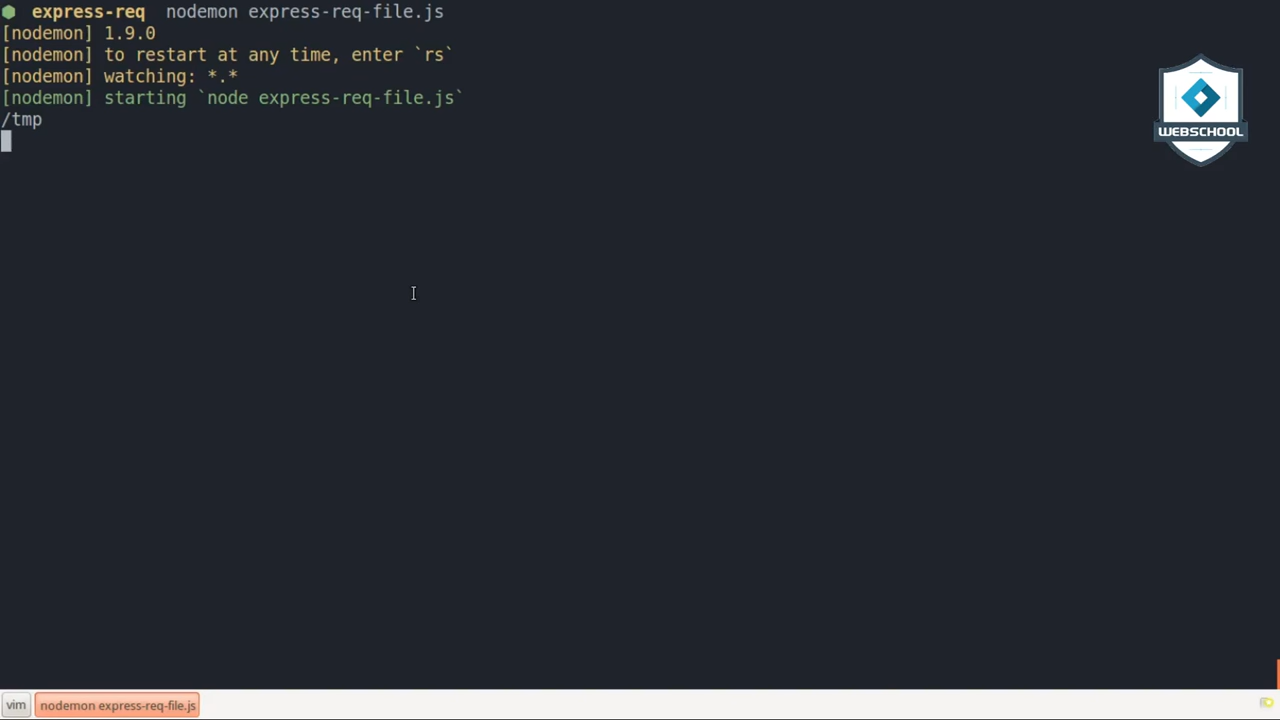 express-req nodemon express-req-file.js
[nodemon] 1.9.0
[nodemon] to restart at any time, enter `rs`
[nodemon] watching: *.*
[nodemon] starting `node express-req-file.js`
/tmp
WEBSCHOOL
vim
nodemon express-req-file.js